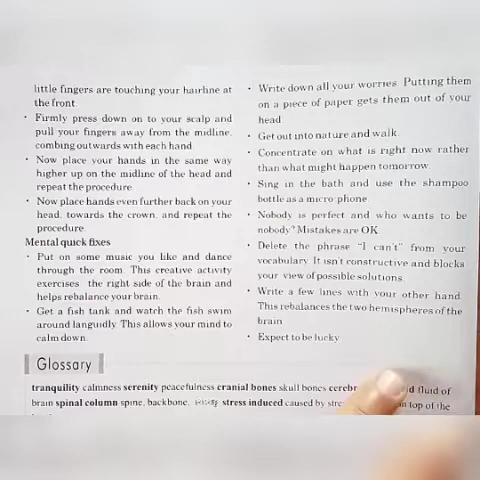 little fingers are touching your hairline at
the front.
• Firmly press down on to your scalp and
pull your fingers away from the midline,
combing outwards with each hand.
• Now place your hands in the same way
higher up on the midline of the head and
repeat the procedure.
• Now place hands even further back on your
head, towards the crown, and repeat the
procedure.
Mental quick fixes
• Put on some music you like and dance
through the room. This creative activity
exercises the right side of the brain and
helps rebalance your brain.
• Get a fish tank and watch the fish swim
around languidly. This allows your mind to
calm down.
• Write down all your worries. Putting them
on a piece of paper gets them out of your
head.
• Get out into nature and walk.
• Concentrate on what is right now rather
than what might happen tomorrow.
• Sing in the bath and use the shampoo
bottle as a micro phone.
• Nobody is perfect and who wants to be
nobody? Mistakes are OK.
• Delete the phrase "I can't" from your
vocabulary. It isn't constructive and blocks
your view of possible solutions.
• Write a few lines with your other hand.
This rebalances the two hemispheres of the
brain.
• Expect to be lucky.
Glossary
tranquility calmness serenity peacefulness cranial bones skull bones fluid of
brain spinal column spine, backbone, stress induced caused by top of the